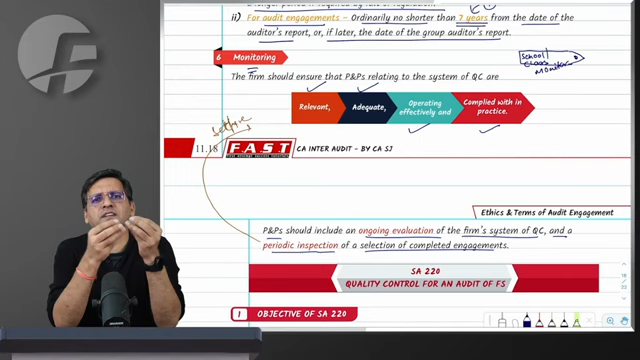 ii) For audit engagements – Ordinarily no shorter than 7 years from the date of the
auditor's report, or, if later, the date of the group auditor's report.
6 Monitoring
School
Class
Monitor
The firm should ensure that P&Ps relating to the system of QC are
Relevant,
Adequate,
Operating
effectively and
Complied with in
practice.
11.18
FAST
CA INTER AUDIT - BY CA SJ
Ethics & Terms of Audit Engagement
P&Ps should include an ongoing evaluation of the firm's system of QC, and a
periodic inspection of a selection of completed engagements.
SA 220
QUALITY CONTROL FOR AN AUDIT OF FS
1 OBJECTIVE OF SA 220